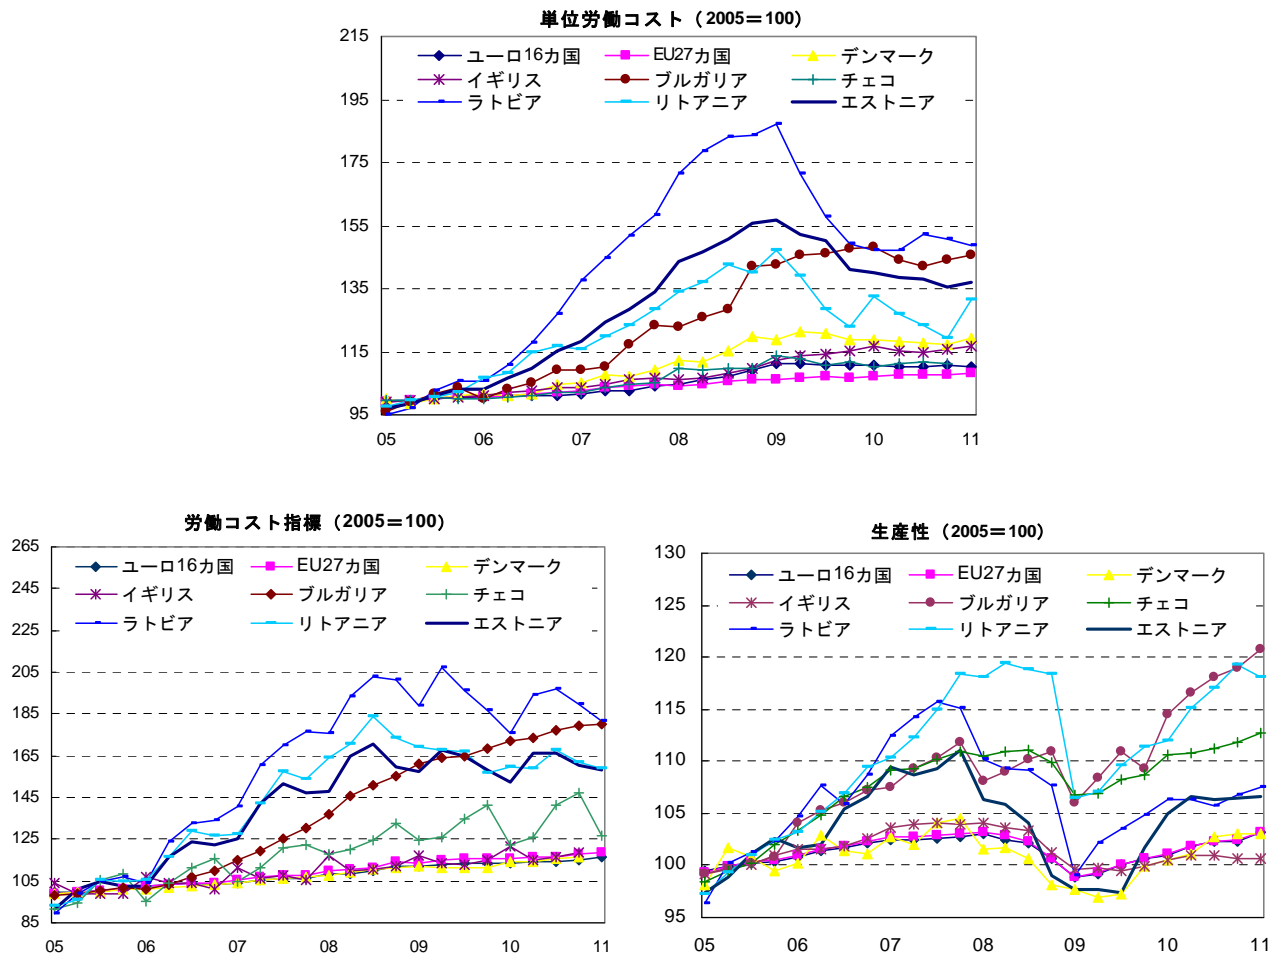 単位労働コスト（2005＝100）
215
195
175
155
135
115
95
ユーロ16カ国 EU27カ国 デンマーク
イギリス ブルガリア チェコ
ラトビア リトアニア エストニア
05 06 07 08 09 10 11
労働コスト指標（2005＝100）
265
245
225
205
185
165
145
125
105
85
ユーロ16カ国 EU27カ国 デンマーク
イギリス ブルガリア チェコ
ラトビア リトアニア エストニア
05 06 07 08 09 10 11
生産性（2005＝100）
130
125
120
115
110
105
100
95
ユーロ16カ国 EU27カ国 デンマーク
イギリス ブルガリア チェコ
ラトビア リトアニア エストニア
05 06 07 08 09 10 11